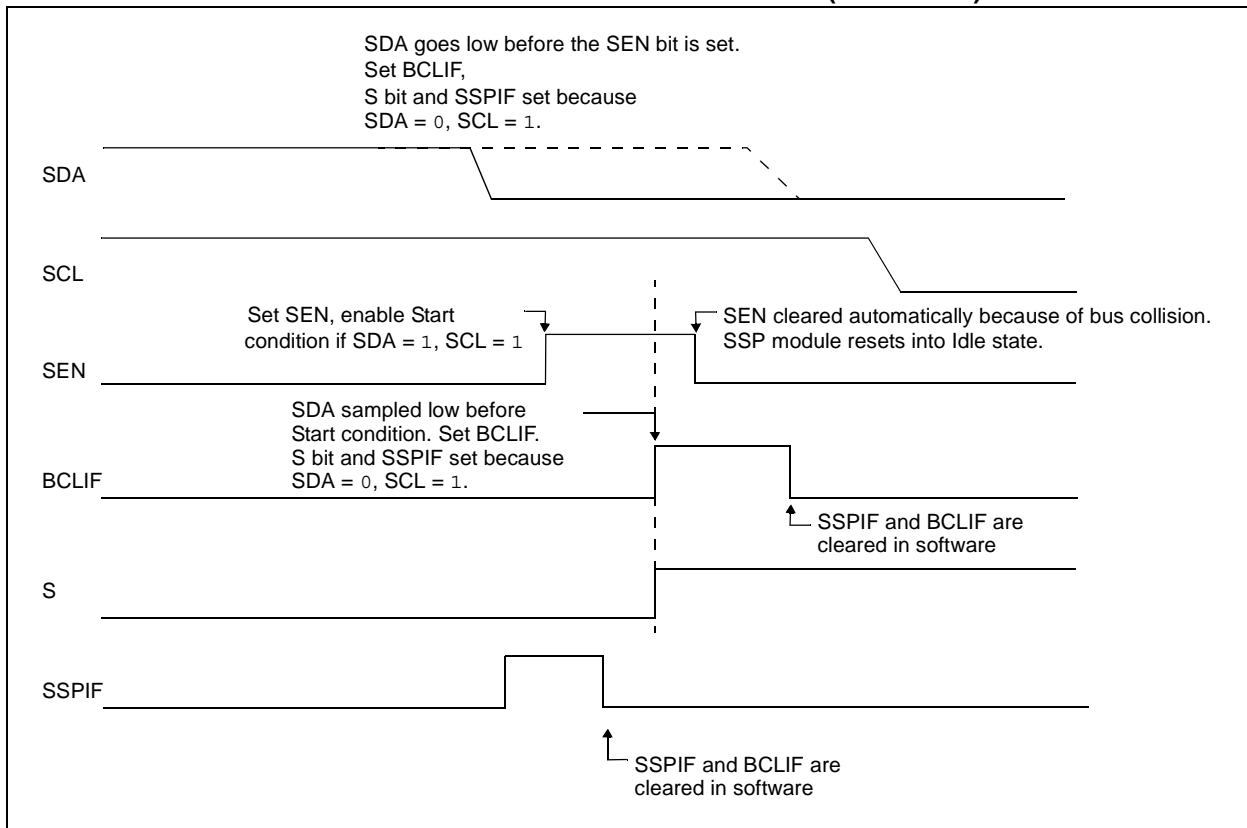 SDA goes low before the SEN bit is set.
Set BCLIF,
S bit and SSPIF set because
SDA = 0, SCL = 1.
SDA
SCL
Set SEN, enable Start
condition if SDA = 1, SCL = 1
SEN cleared automatically because of bus collision.
SSP module resets into Idle state.
SEN
SDA sampled low before
Start condition. Set BCLIF.
S bit and SSPIF set because
SDA = 0, SCL = 1.
BCLIF
SSPIF and BCLIF are
cleared in software
S
SSPIF
SSPIF and BCLIF are
cleared in software